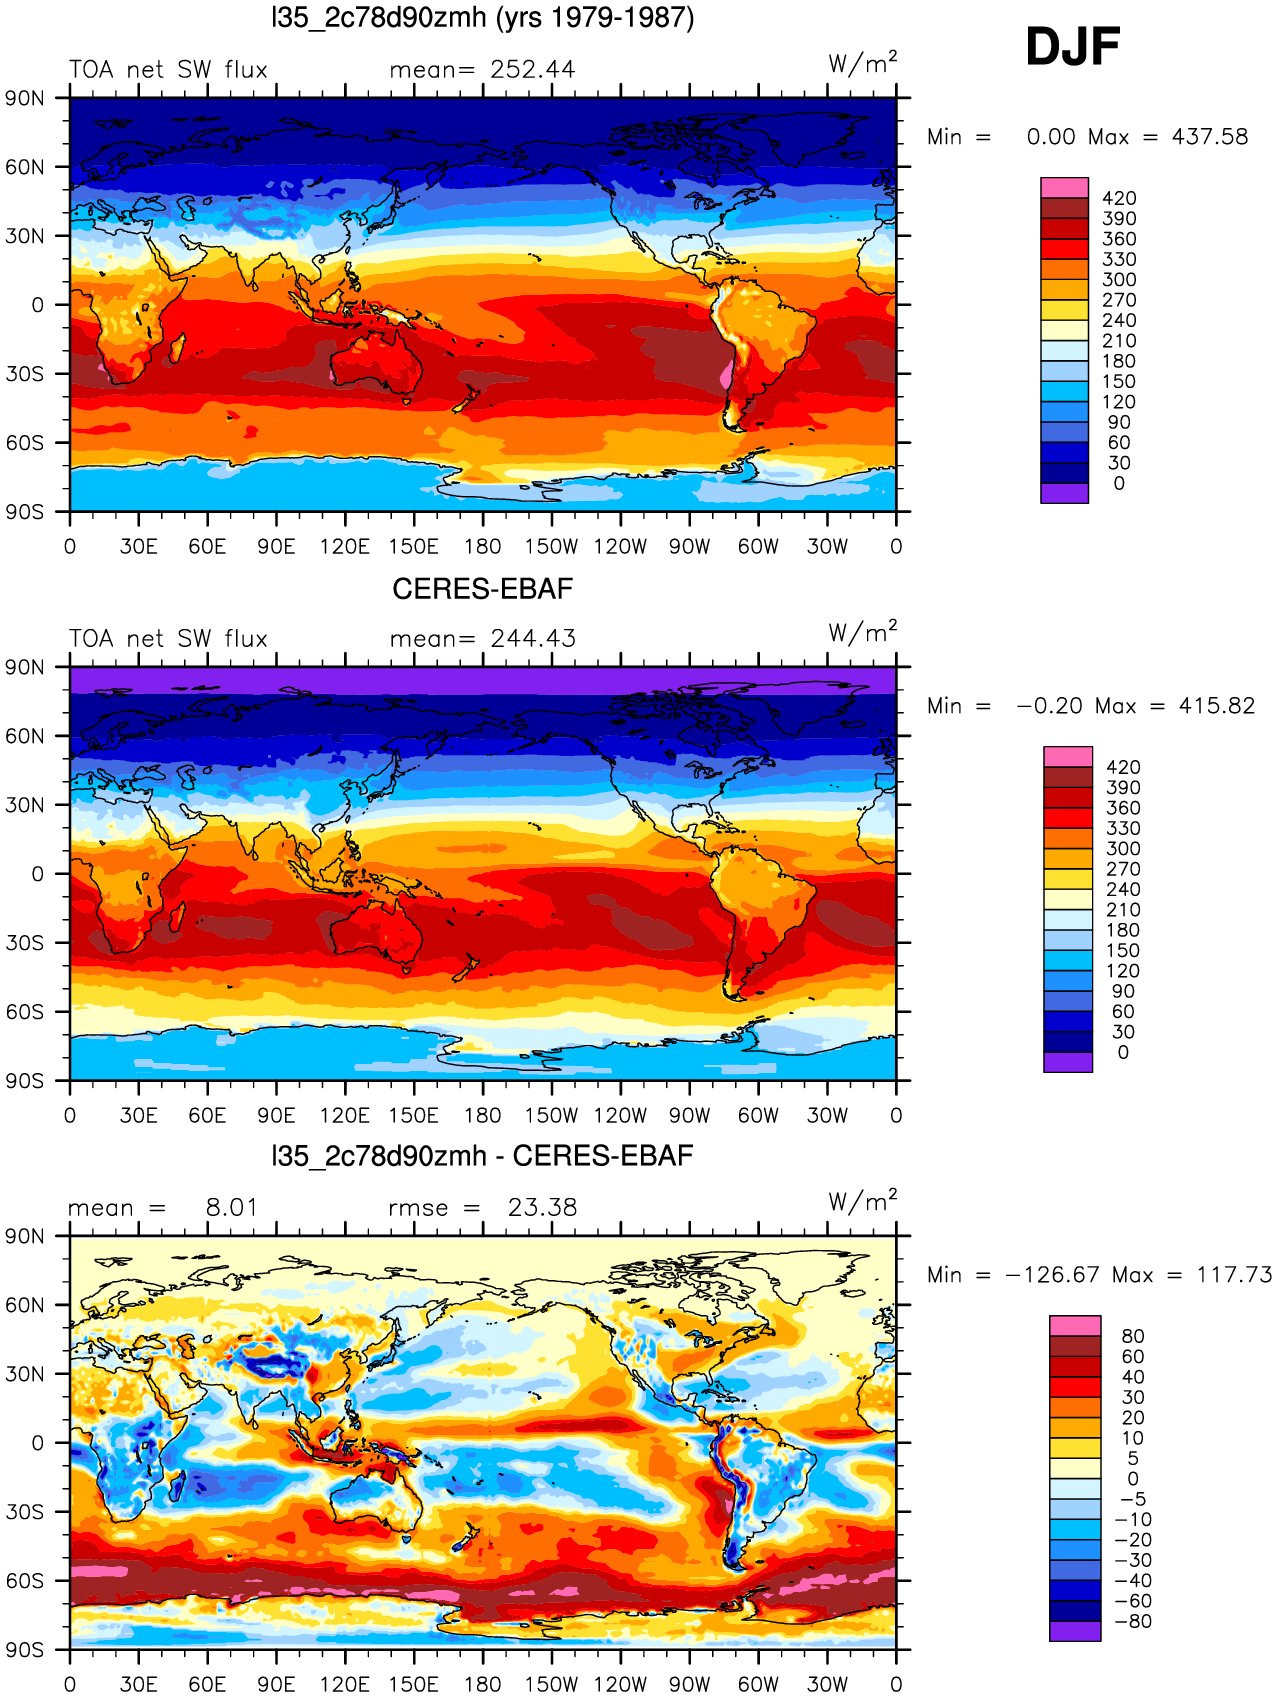 l35_2c78d90zmh (yrs 1979-1987)
DJF
TOA net SW flux mean= 252.44 W/m²
Min = 0.00 Max = 437.58
90N
60N
30N
0
30S
60S
90S
0 30E 60E 90E 120E 150E 180 150W 120W 90W 60W 30W 0
420
390
360
330
300
270
240
210
180
150
120
90
60
30
0
CERES-EBAF
TOA net SW flux mean= 244.43 W/m²
Min = −0.20 Max = 415.82
90N
60N
30N
0
30S
60S
90S
0 30E 60E 90E 120E 150E 180 150W 120W 90W 60W 30W 0
420
390
360
330
300
270
240
210
180
150
120
90
60
30
0
l35_2c78d90zmh - CERES-EBAF
mean = 8.01 rmse = 23.38 W/m²
Min = −126.67 Max = 117.73
90N
60N
30N
0
30S
60S
90S
0 30E 60E 90E 120E 150E 180 150W 120W 90W 60W 30W 0
80
60
40
30
20
10
5
0
−5
−10
−20
−30
−40
−60
−80